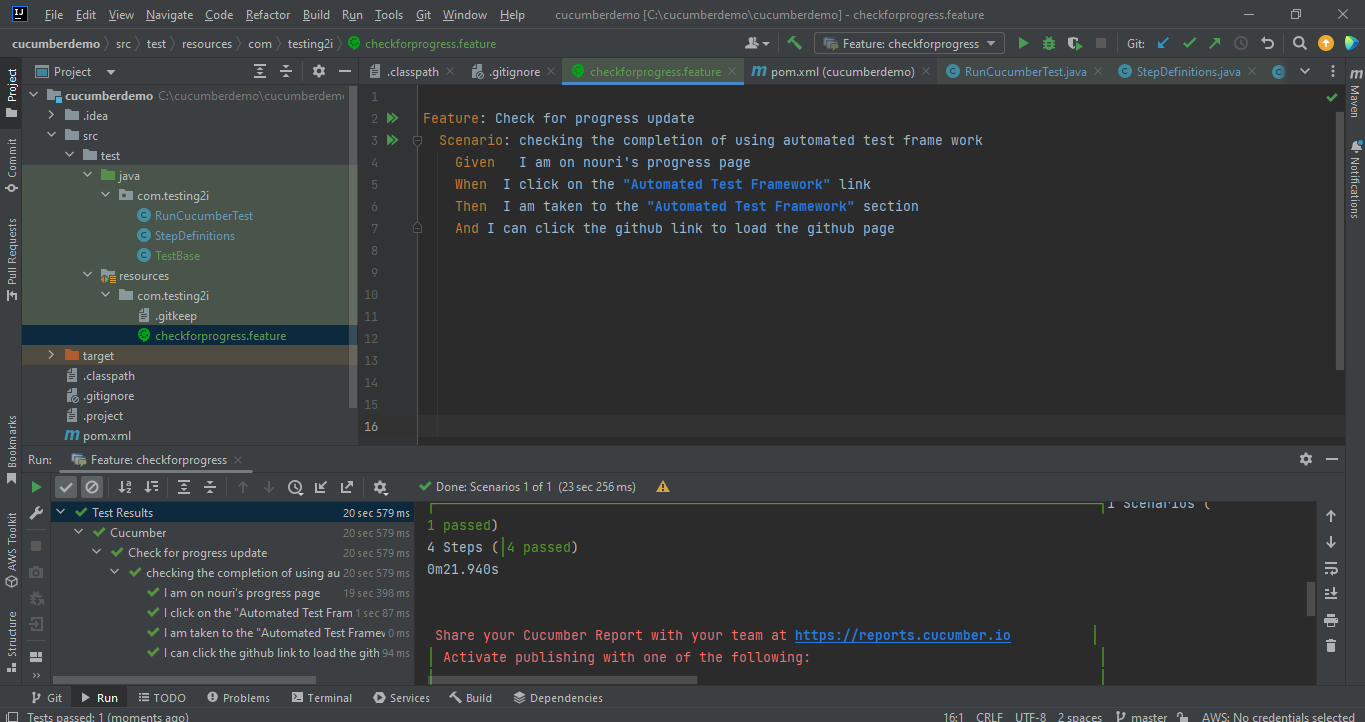 File Edit View Navigate Code Refactor Build Run Tools Git Window Help cucumberdemo [C:\cucumberdemo\cucumberdemo] - checkforprogress.feature
cucumberdemo src test resources com testing2i checkforprogress.feature Feature: checkforprogress Git:
Project
.classpath .gitignore checkforprogress.feature pom.xml (cucumberdemo) RunCucumberTest.java StepDefinitions.java
Project
Commit
Pull Requests
Bookmarks
AWS Toolkit
Structure
cucumberdemo C:\cucumberdemo\cucumberdemo
.idea
src
test
java
com.testing2i
RunCucumberTest
StepDefinitions
TestBase
resources
com.testing2i
.gitkeep
checkforprogress.feature
target
.classpath
.gitignore
.project
pom.xml
1
2 Feature: Check for progress update
3 Scenario: checking the completion of using automated test frame work
4 Given I am on nouri's progress page
5 When I click on the "Automated Test Framework" link
6 Then I am taken to the "Automated Test Framework" section
7 And I can click the github link to load the github page
8
9
10
11
12
13
14
15
16
Maven
Notifications
Run: Feature: checkforprogress
Done: Scenarios 1 of 1 (23 sec 256 ms)
Test Results 20 sec 579 ms
Cucumber 20 sec 579 ms
Check for progress update 20 sec 579 ms
checking the completion of using au 20 sec 579 ms
I am on nouri's progress page 19 sec 398 ms
I click on the "Automated Test Fram 1 sec 87 ms
I am taken to the "Automated Test Framew 0 ms
I can click the github link to load the gith 94 ms
1 Scenarios (
1 passed)
4 Steps (4 passed)
0m21.940s
Share your Cucumber Report with your team at https://reports.cucumber.io
Activate publishing with one of the following:
Git Run TODO Problems Terminal Services Build Dependencies
Tests passed: 1 (moments ago) 16:1 CRLF UTF-8 2 spaces master AWS: No credentials selected